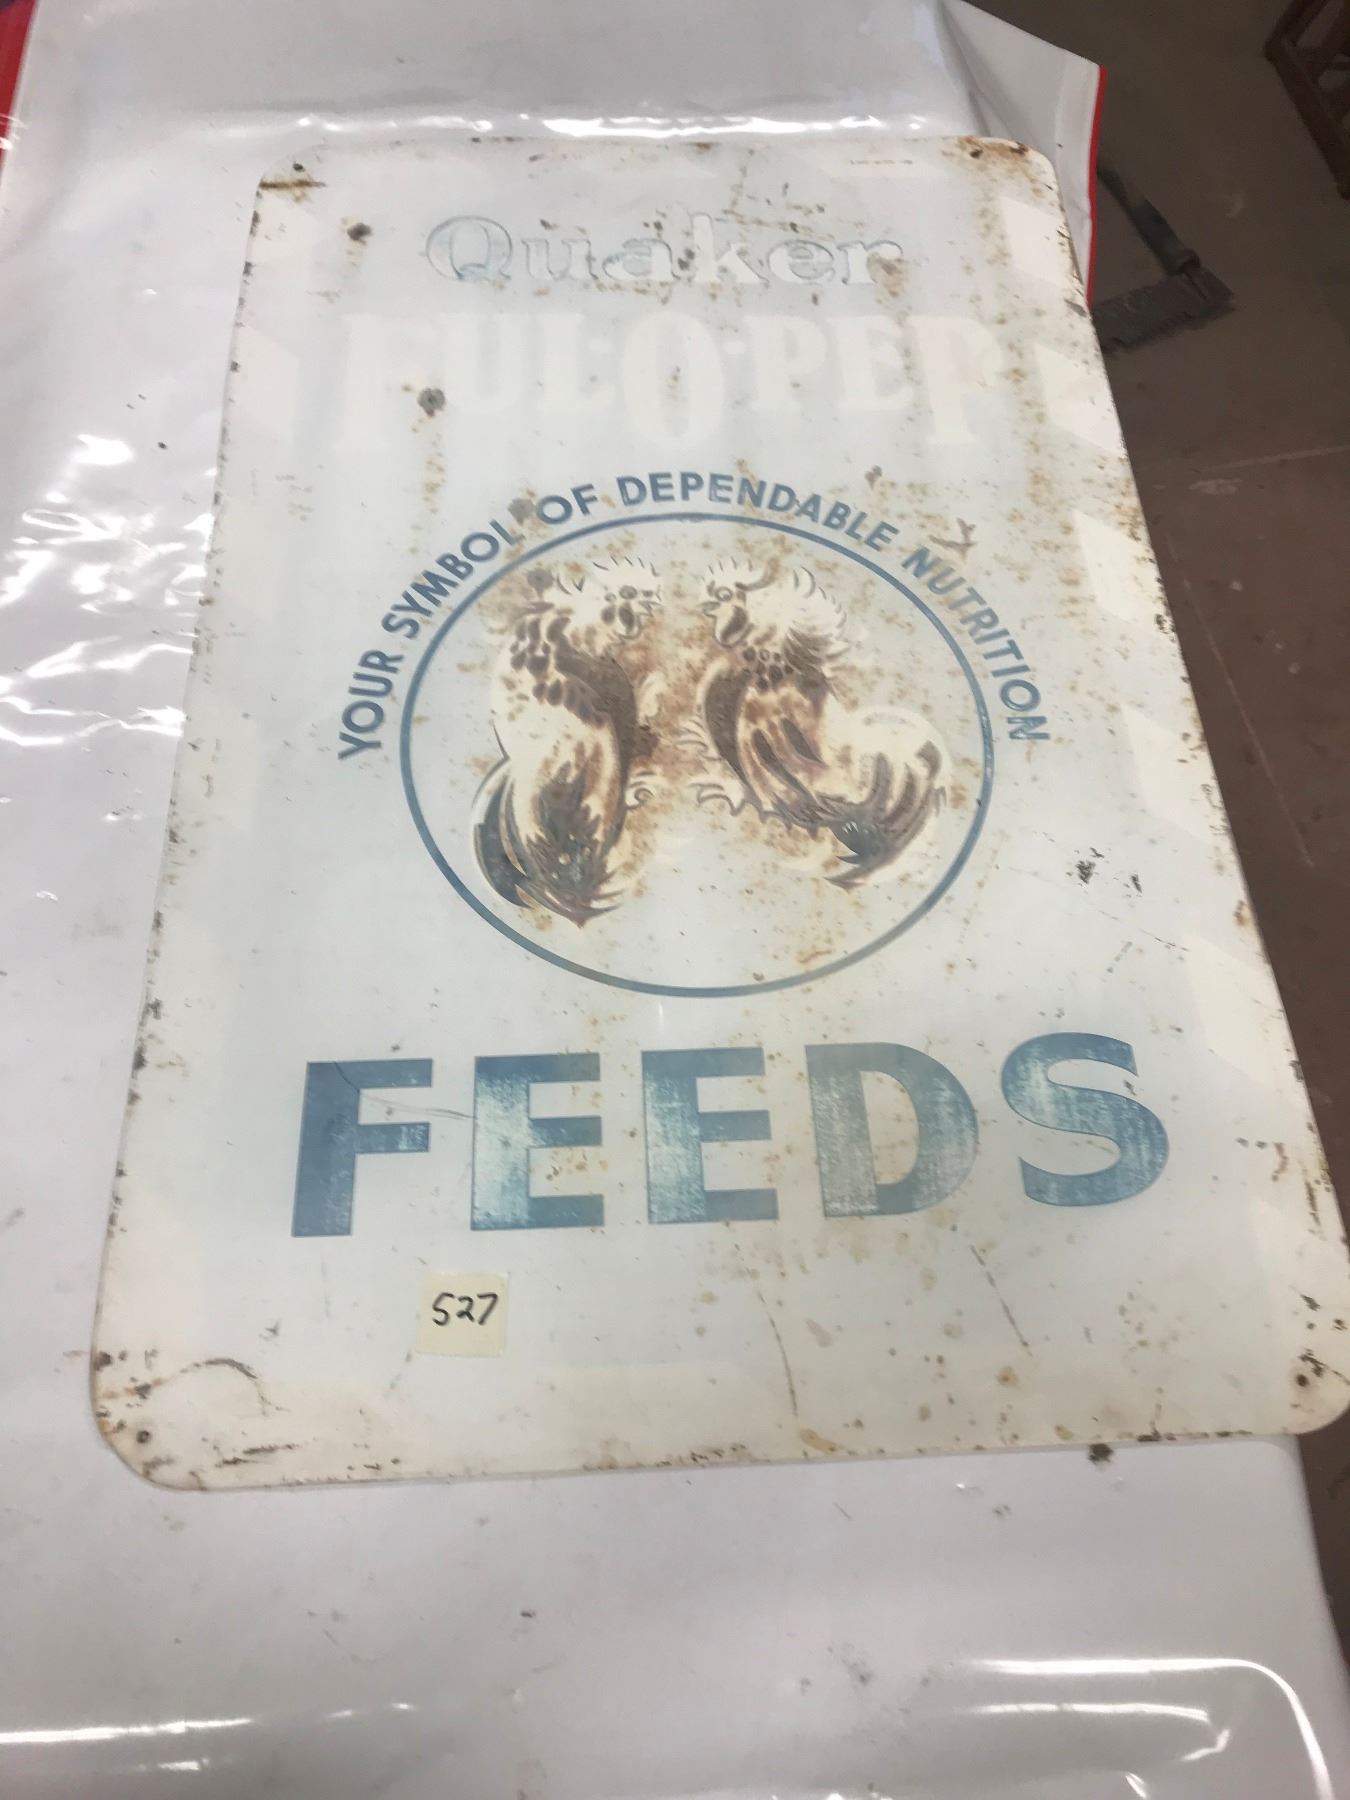 Quaker
FUL-O-PEP
YOUR SYMBOL OF DEPENDABLE NUTRITION
FEEDS
527